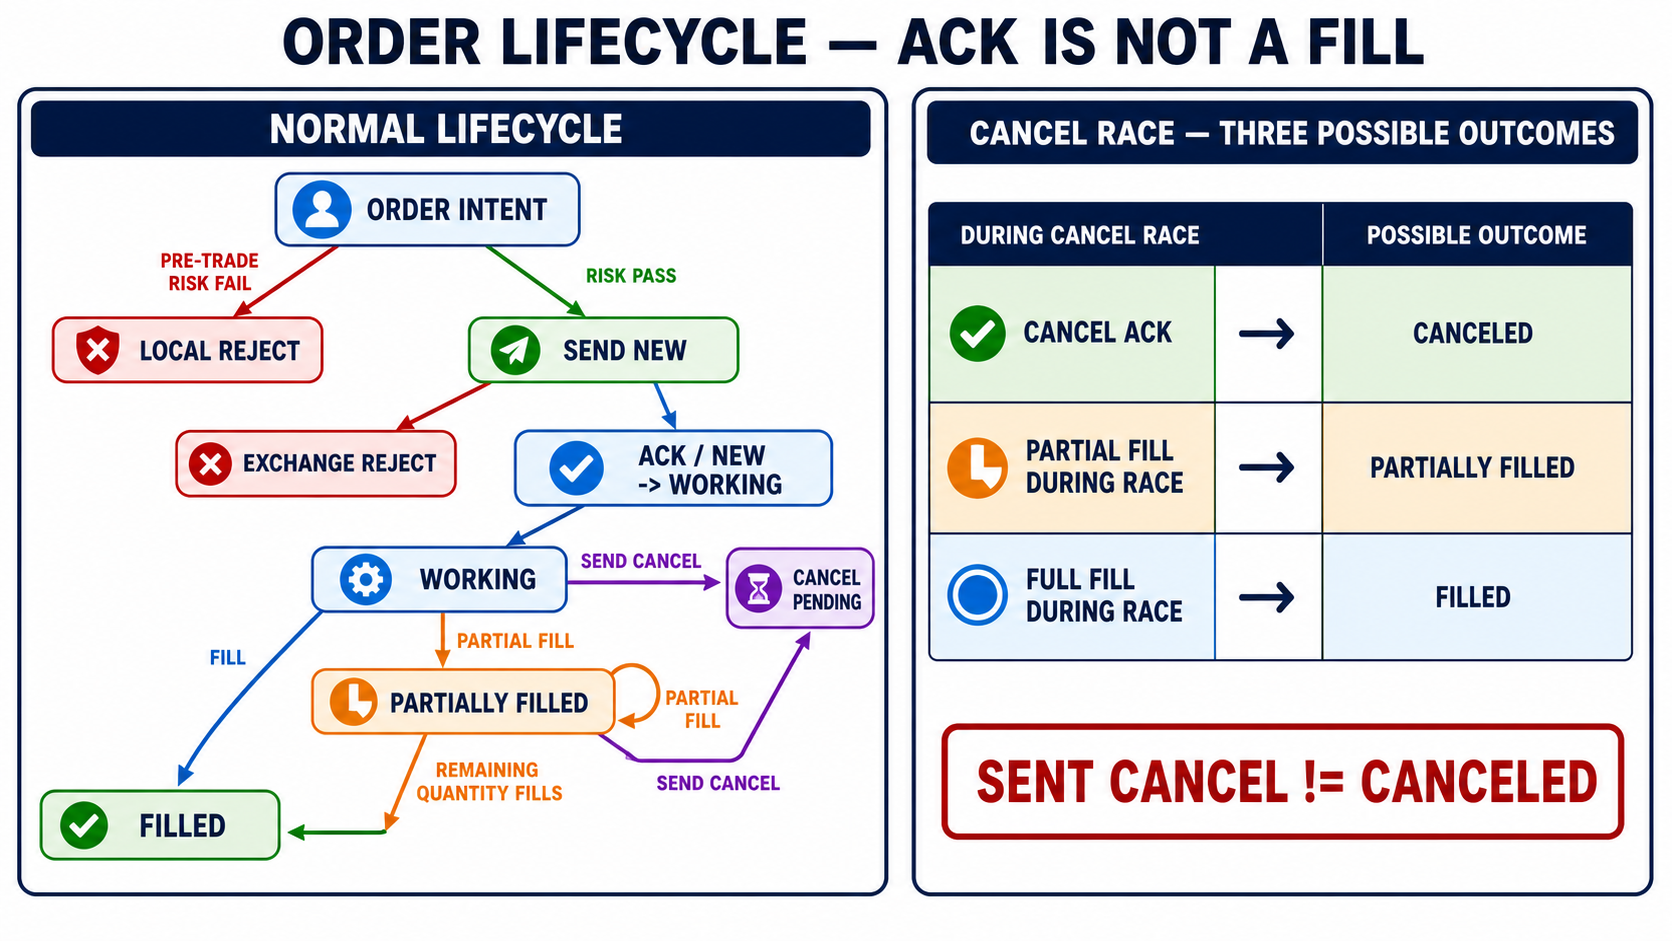 ORDER LIFECYCLE — ACK IS NOT A FILL
NORMAL LIFECYCLE
ORDER INTENT
PRE-TRADE
RISK FAIL
RISK PASS
LOCAL REJECT
SEND NEW
EXCHANGE REJECT
ACK / NEW
-> WORKING
WORKING
SEND CANCEL
CANCEL
PENDING
FILL
PARTIAL FILL
PARTIALLY FILLED
PARTIAL
FILL
REMAINING
QUANTITY FILLS
SEND CANCEL
FILLED
CANCEL RACE — THREE POSSIBLE OUTCOMES
DURING CANCEL RACE
POSSIBLE OUTCOME
CANCEL ACK
CANCELED
PARTIAL FILL
DURING RACE
PARTIALLY FILLED
FULL FILL
DURING RACE
FILLED
SENT CANCEL != CANCELED